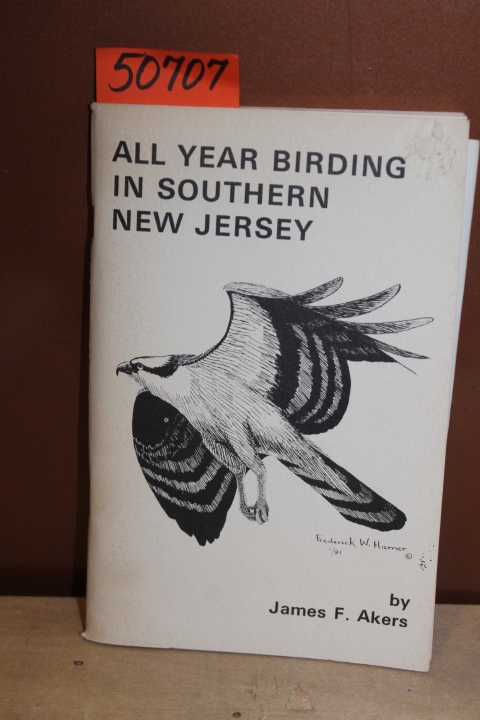 50707
ALL YEAR BIRDING
IN SOUTHERN
NEW JERSEY
Frederick W. Hamer
1/81 ©
by
James F. Akers